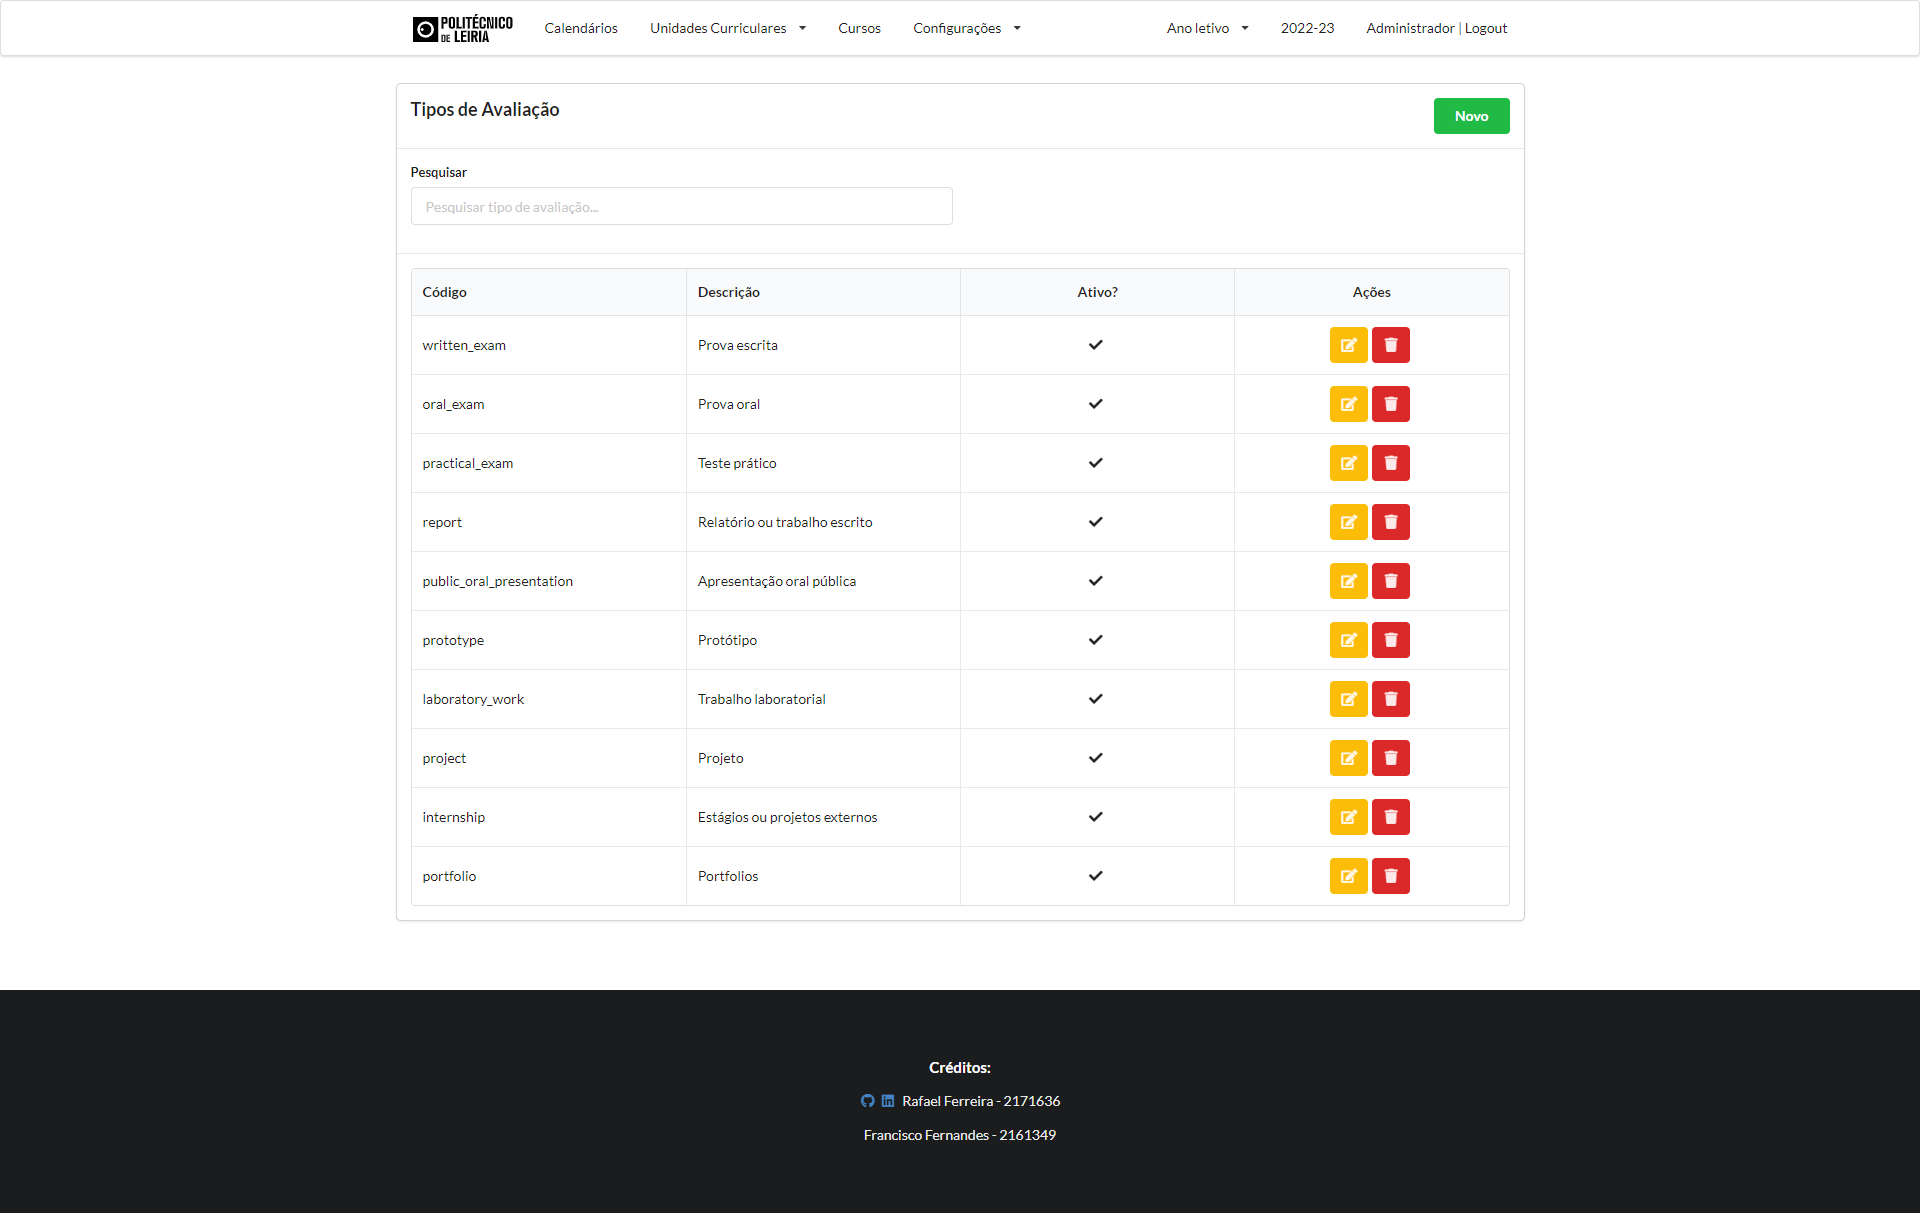 POLITÉCNICO DE LEIRIA Calendários Unidades Curriculares Cursos Configurações Ano letivo 2022-23 Administrador | Logout
Tipos de Avaliação Novo
Pesquisar
Pesquisar tipo de avaliação...
Código Descrição Ativo? Ações
written_exam Prova escrita
oral_exam Prova oral
practical_exam Teste prático
report Relatório ou trabalho escrito
public_oral_presentation Apresentação oral pública
prototype Protótipo
laboratory_work Trabalho laboratorial
project Projeto
internship Estágios ou projetos externos
portfolio Portfolios
Créditos:
Rafael Ferreira - 2171636
Francisco Fernandes - 2161349